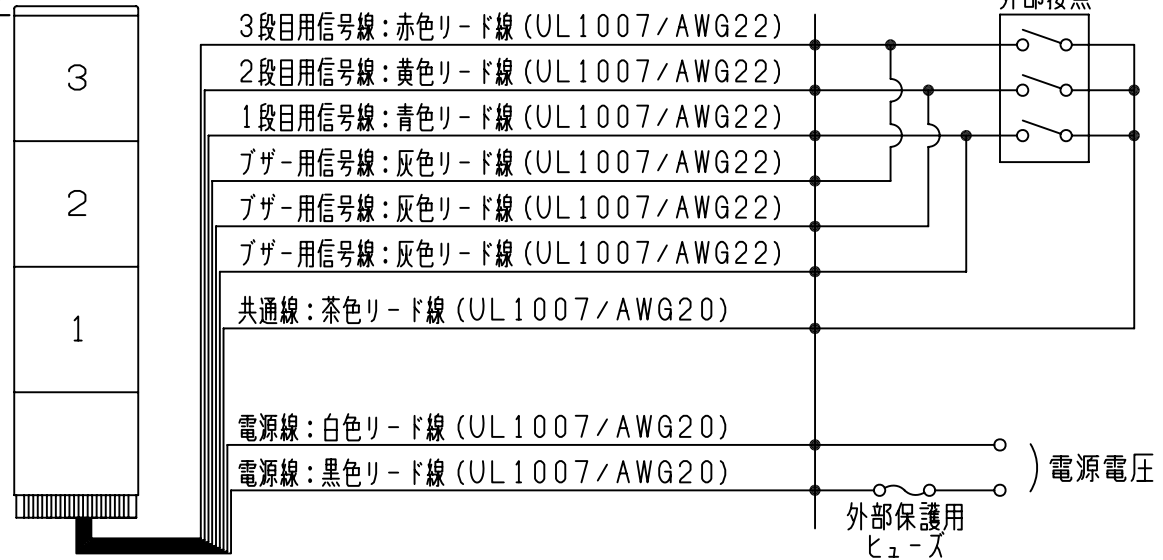 外部接点
3段目用信号線:赤色リード線(UL1007/AWG22)
2段目用信号線:黄色リード線(UL1007/AWG22)
1段目用信号線:青色リード線(UL1007/AWG22)
ブザー用信号線:灰色リード線(UL1007/AWG22)
ブザー用信号線:灰色リード線(UL1007/AWG22)
ブザー用信号線:灰色リード線(UL1007/AWG22)
共通線:茶色リード線(UL1007/AWG20)
電源線:白色リード線(UL1007/AWG20)
電源線:黒色リード線(UL1007/AWG20)
電源電圧
外部保護用
ヒューズ
3
2
1